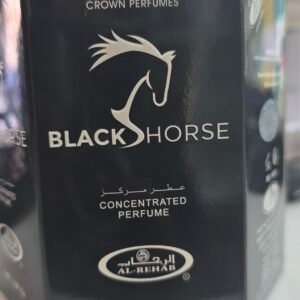 CROWN PERFUMES
BLACK HORSE
عطر مركز
CONCENTRATED
PERFUME
الرحاب
AL-REHAB